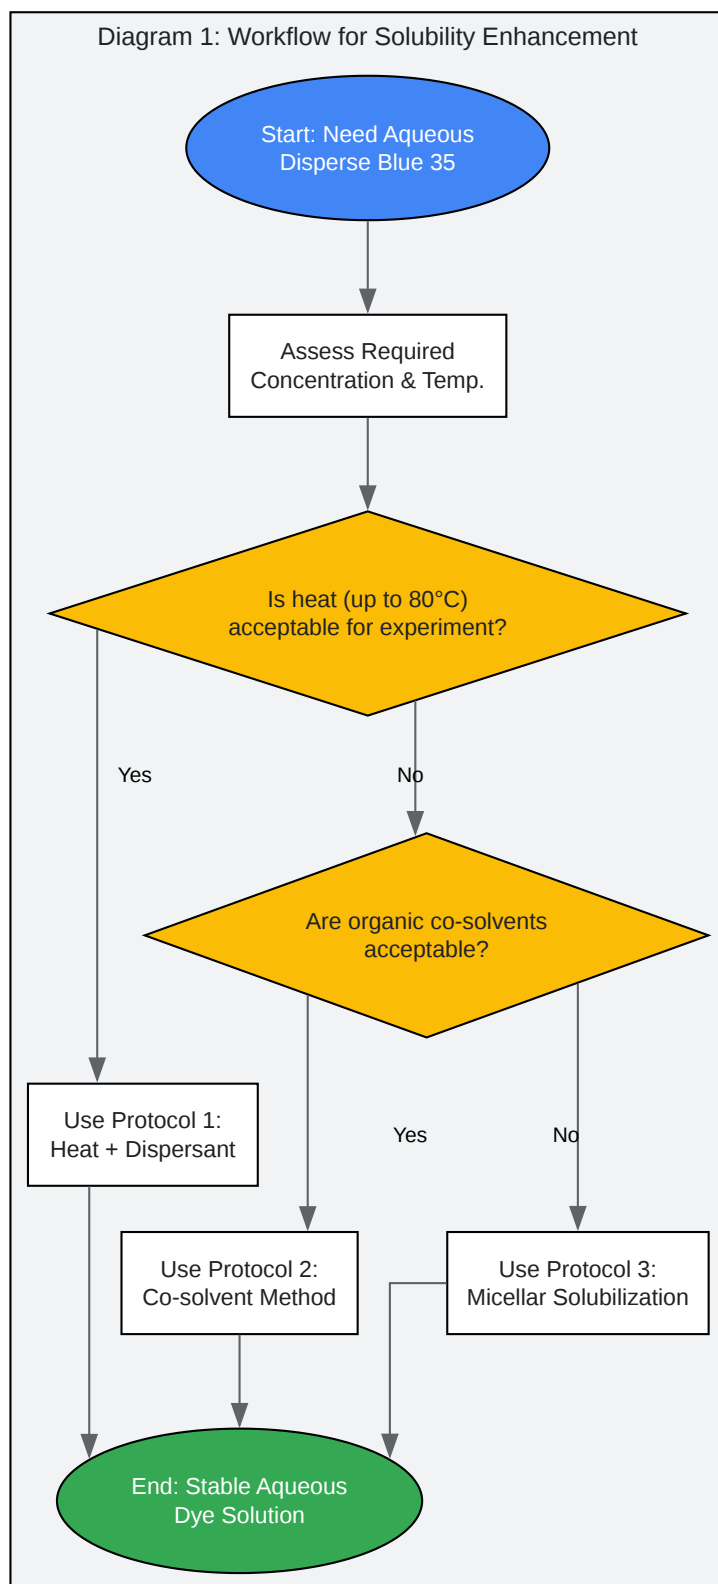 Diagram 1: Workflow for Solubility Enhancement
Start: Need Aqueous
Disperse Blue 35
Assess Required
Concentration & Temp.
Is heat (up to 80°C)
acceptable for experiment?
Yes
No
Are organic co-solvents
acceptable?
Use Protocol 1:
Heat + Dispersant
Yes
No
Use Protocol 2:
Co-solvent Method
Use Protocol 3:
Micellar Solubilization
End: Stable Aqueous
Dye Solution